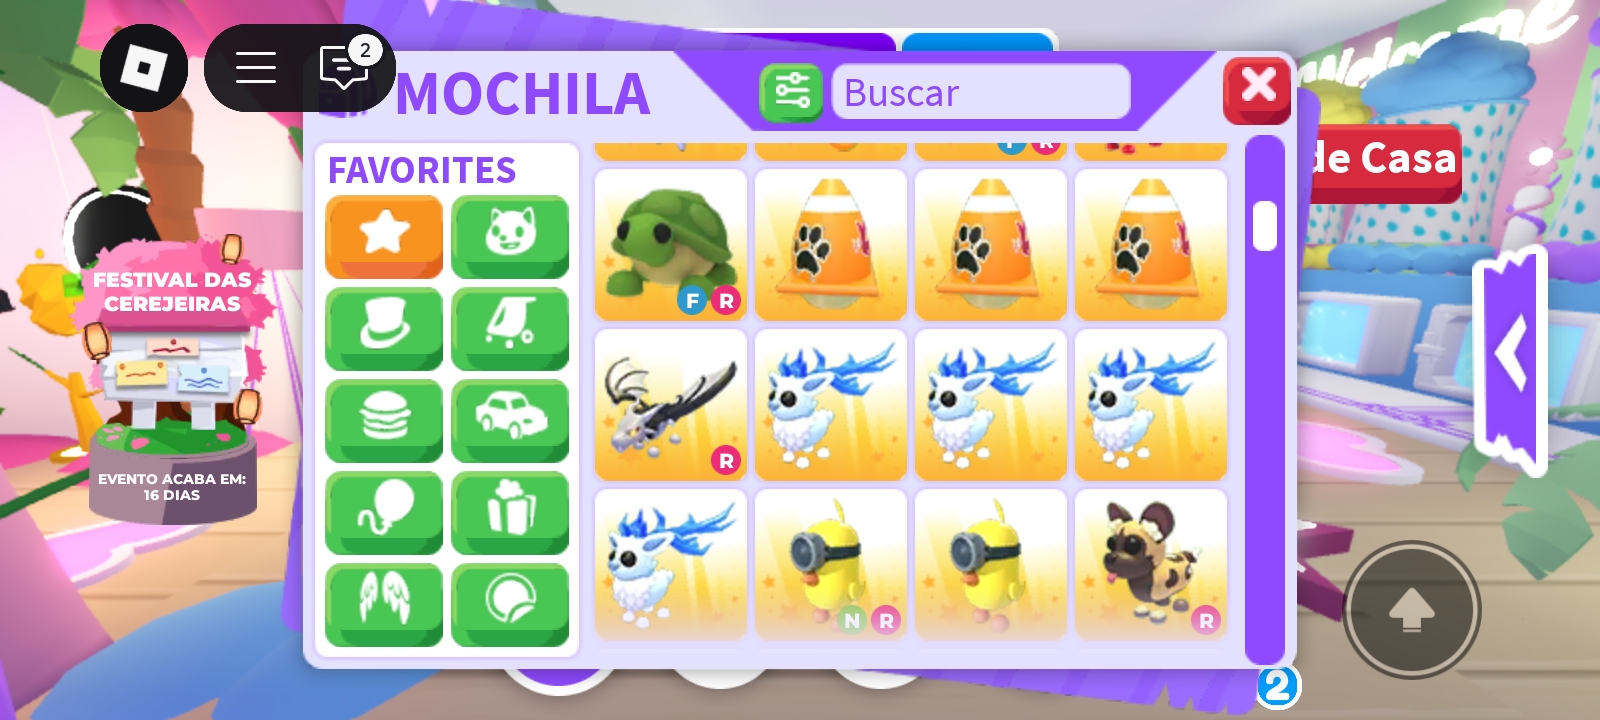 2
MOCHILA
Buscar
FAVORITES
de Casa
F R
F R
R
N R
R
FESTIVAL DAS
CEREJEIRAS
EVENTO ACABA EM:
16 DIAS
2